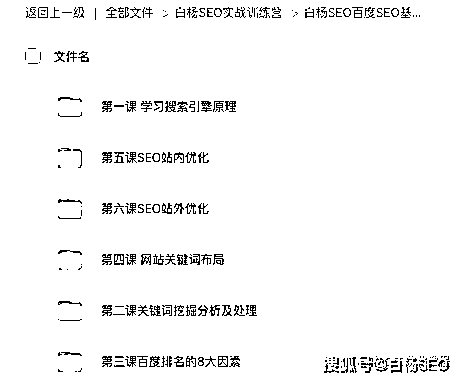 返回上一级 | 全部文件 > 白杨SEO实战训练营 > 白杨SEO百度SEO基...
文件名
第一课 学习搜索引擎原理
第五课SEO站内优化
第六课SEO站外优化
第四课 网站关键词布局
第二课关键词挖掘分析及处理
第三课百度排名的8大因素
搜狐号@白杨SEO